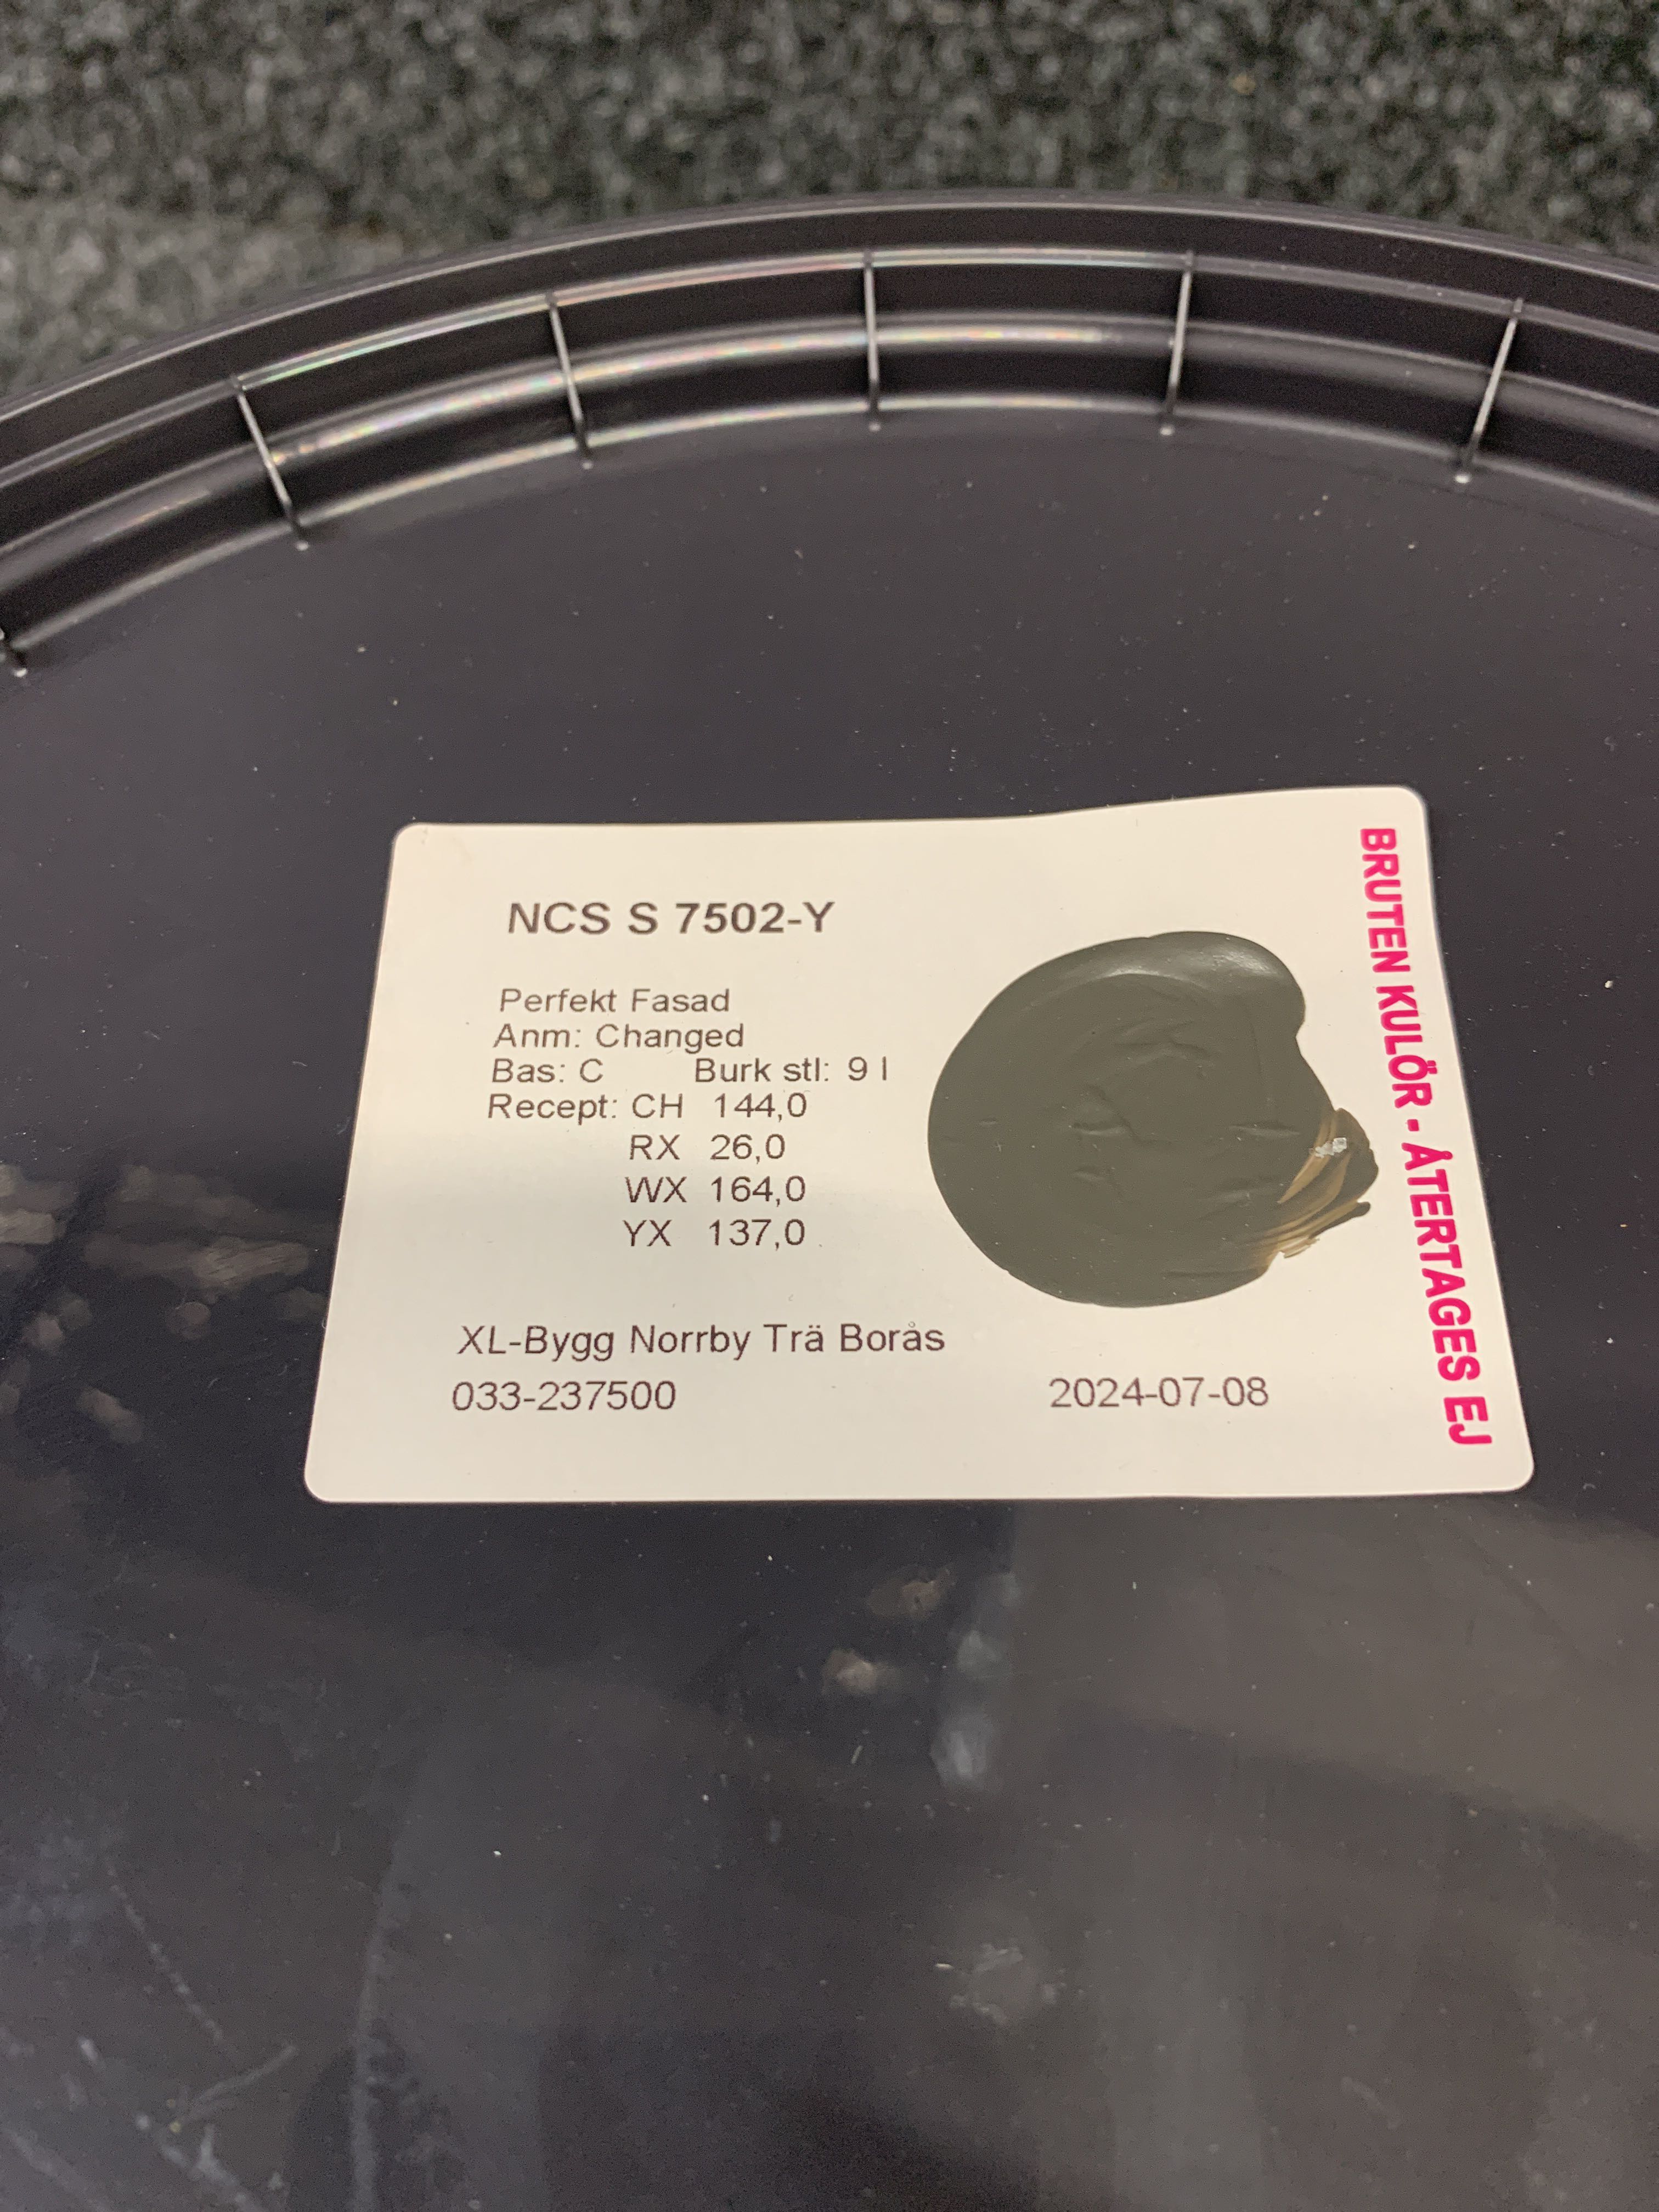 NCS S 7502-Y
Perfekt Fasad
Anm: Changed
Bas: C Burk stl: 9 l
Recept: CH 144,0
RX 26,0
WX 164,0
YX 137,0
XL-Bygg Norrby Trä Borås
033-237500 2024-07-08
BRUTEN KULÖR - ÅTERTAGES EJ